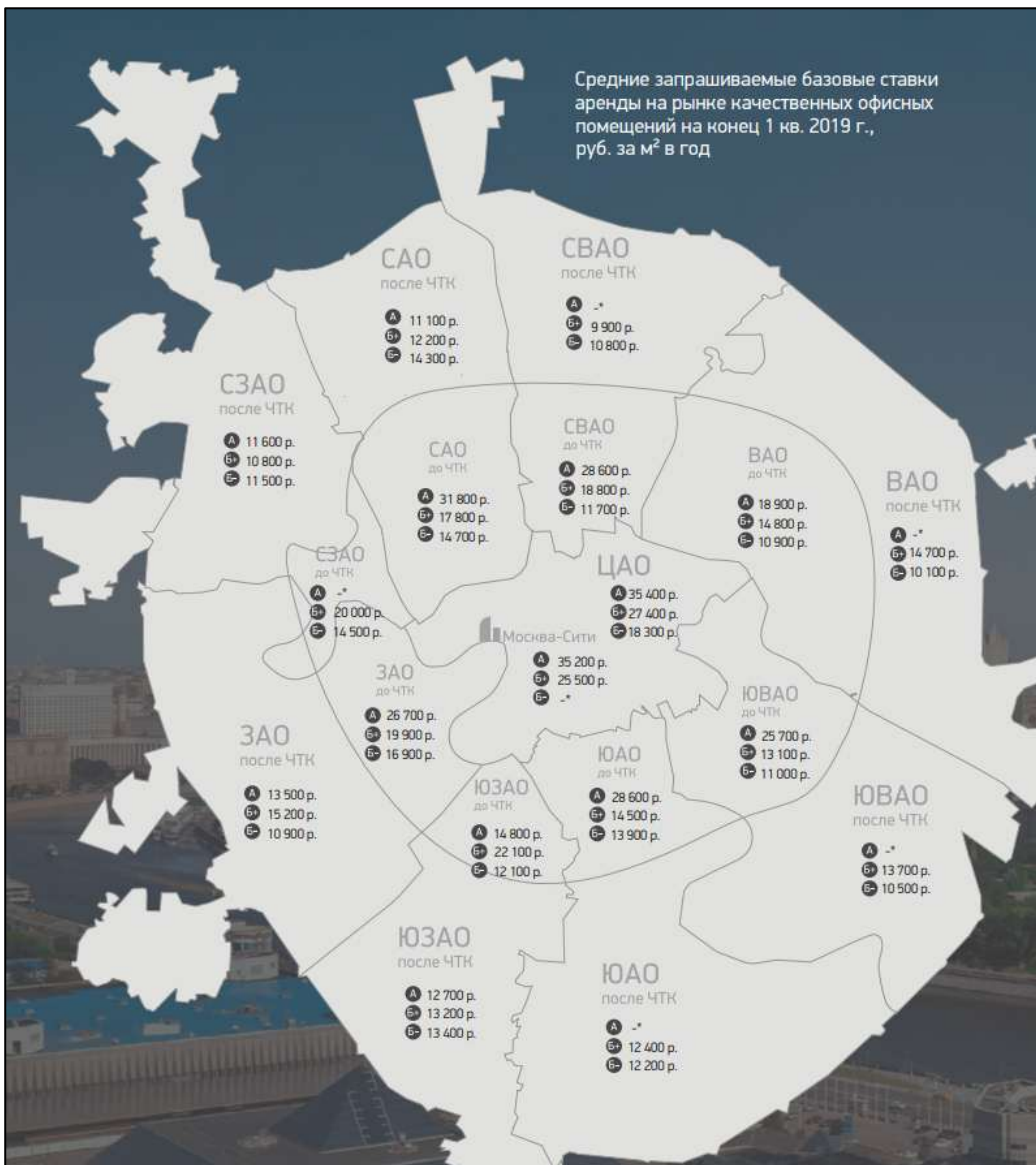 Средние запрашиваемые базовые ставки
аренды на рынке качественных офисных
помещений на конец 1 кв. 2019 г.,
руб. за м² в год
САО
после ЧТК
А 11 100 р.
Б+ 12 200 р.
Б- 14 300 р.
СВАО
после ЧТК
А -*
Б+ 9 900 р.
Б- 10 800 р.
СЗАО
после ЧТК
А 11 600 р.
Б+ 10 800 р.
Б- 11 500 р.
САО
до ЧТК
А 31 800 р.
Б+ 17 800 р.
Б- 14 700 р.
СВАО
до ЧТК
А 28 600 р.
Б+ 18 800 р.
Б- 11 700 р.
ВАО
до ЧТК
А 18 900 р.
Б+ 14 800 р.
Б- 10 900 р.
ВАО
после ЧТК
А -*
Б+ 14 700 р.
Б- 10 100 р.
СЗАО
до ЧТК
А -*
Б+ 20 000 р.
Б- 14 500 р.
ЦАО
А 35 400 р.
Б+ 27 400 р.
Б- 18 300 р.
Москва-Сити
А 35 200 р.
Б+ 25 500 р.
Б- -*
ЗАО
до ЧТК
А 26 700 р.
Б+ 19 900 р.
Б- 16 900 р.
ЮВАО
до ЧТК
А 25 700 р.
Б+ 13 100 р.
Б- 11 000 р.
ЗАО
после ЧТК
А 13 500 р.
Б+ 15 200 р.
Б- 10 900 р.
ЮЗАО
до ЧТК
А 14 800 р.
Б+ 22 100 р.
Б- 12 100 р.
ЮАО
до ЧТК
А 28 600 р.
Б+ 14 500 р.
Б- 13 900 р.
ЮВАО
после ЧТК
А -*
Б+ 13 700 р.
Б- 10 500 р.
ЮЗАО
после ЧТК
А 12 700 р.
Б+ 13 200 р.
Б- 13 400 р.
ЮАО
после ЧТК
А -*
Б+ 12 400 р.
Б- 12 200 р.